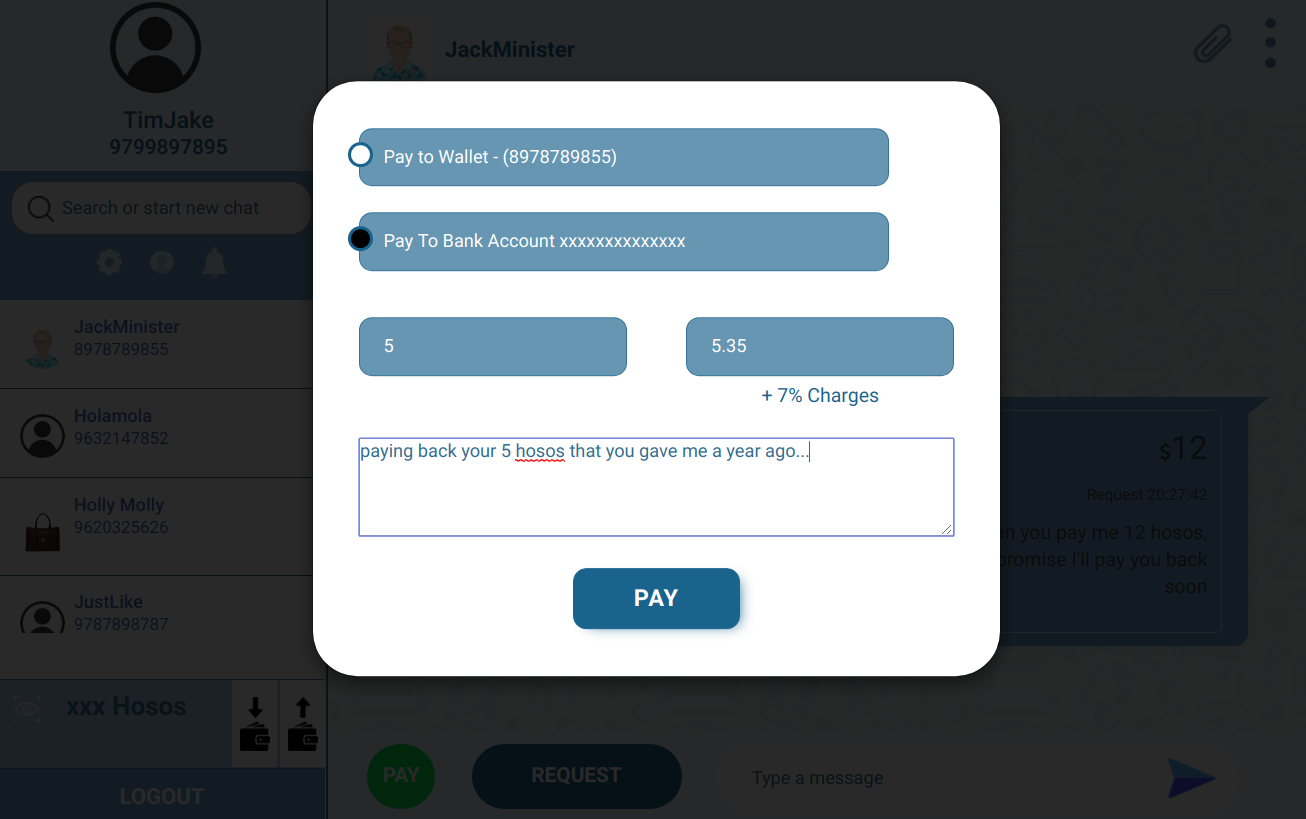 TimJake
9799897895
Search or start new chat
JackMinister
8978789855
Holamola
9632147852
Holly Molly
9620325626
JustLike
9787898787
xxx Hosos
LOGOUT
JackMinister
Pay to Wallet - (8978789855)
Pay To Bank Account xxxxxxxxxxxxxx
5
5.35
+ 7% Charges
paying back your 5 hosos that you gave me a year ago...
PAY
$12
Request 20:27:42
you pay me 12 hosos,
I'll pay you back
soon
PAY
REQUEST
Type a message